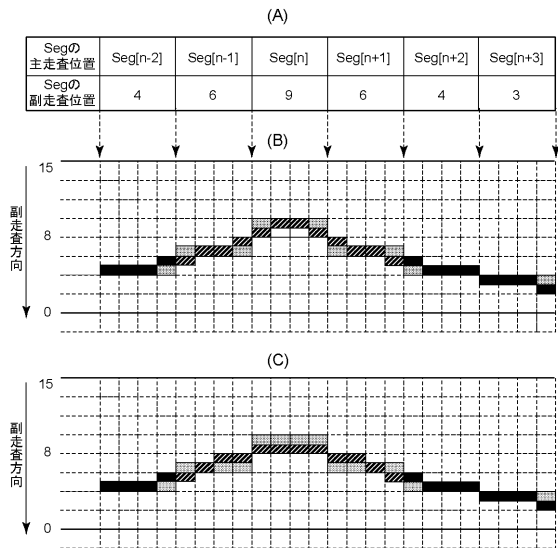 (A)
Segの
主走査位置 Seg[n-2] Seg[n-1] Seg[n] Seg[n+1] Seg[n+2] Seg[n+3]
Segの
副走査位置 4 6 9 6 4 3
(B)
15
8
0
副走査方向
(C)
15
8
0
副走査方向